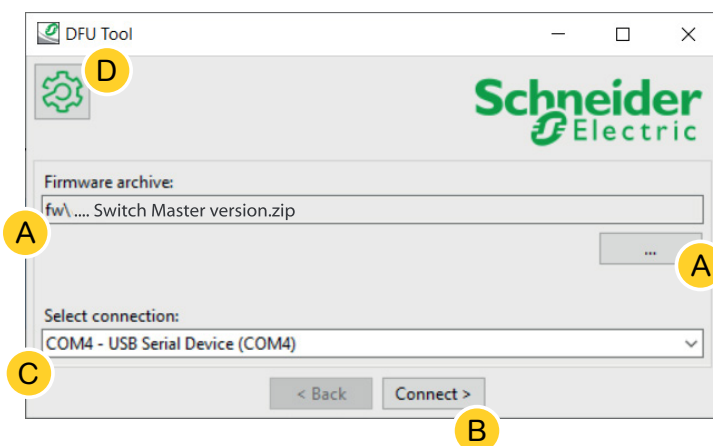 DFU Tool
D
Schneider
Electric
Firmware archive:
fw\ .... Switch Master version.zip
A
...
A
Select connection:
COM4 - USB Serial Device (COM4)
C
< Back
Connect >
B